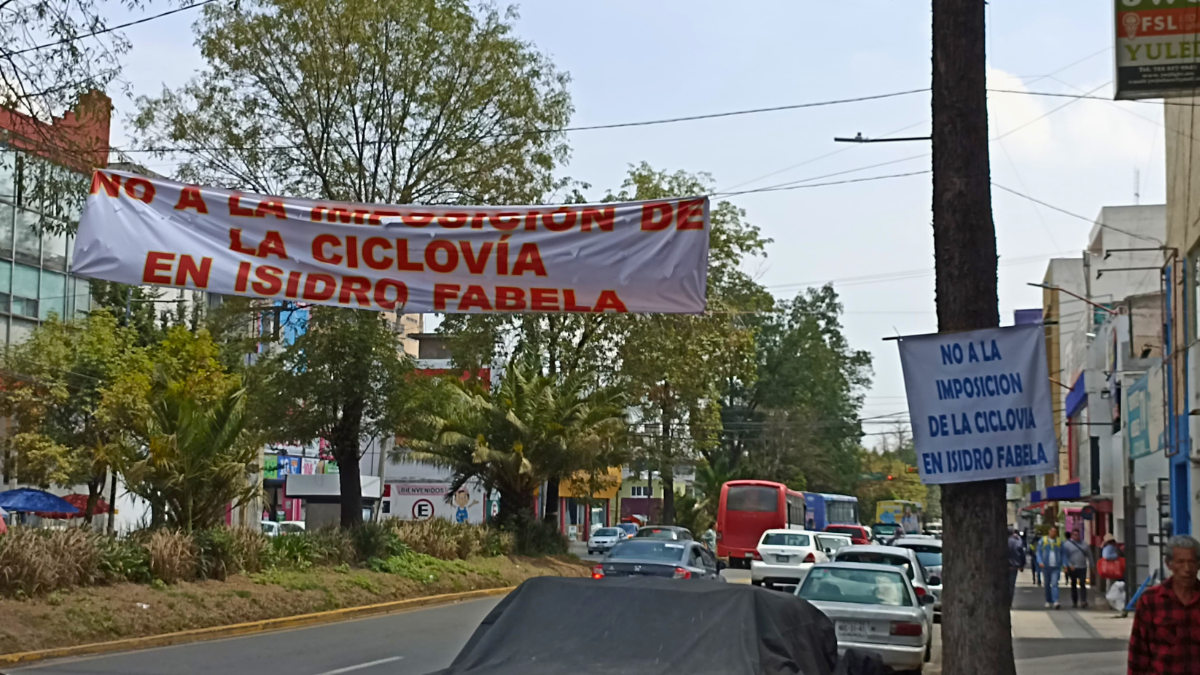 NO A LA IMPOSICIÓN DE
LA CICLOVÍA
EN ISIDRO FABELA
NO A LA
IMPOSICION
DE LA CICLOVIA
EN ISIDRO FABELA
FSL
YULE
BIENVENIDOS
E